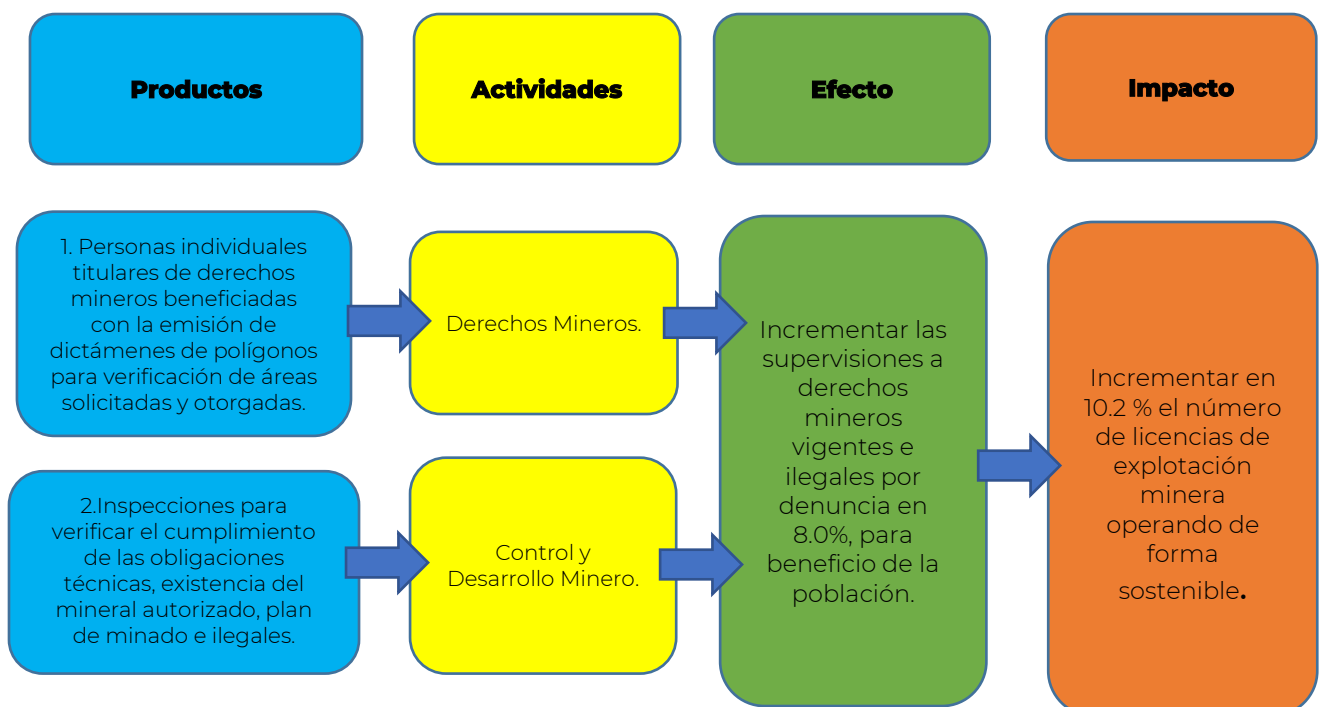 Productos
Actividades
Efecto
Impacto
1. Personas individuales
titulares de derechos
mineros beneficiadas
con la emisión de
dictámenes de polígonos
para verificación de áreas
solicitadas y otorgadas.
Derechos Mineros.
2.Inspecciones para
verificar el cumplimiento
de las obligaciones
técnicas, existencia del
mineral autorizado, plan
de minado e ilegales.
Control y
Desarrollo Minero.
Incrementar las
supervisiones a
derechos
mineros
vigentes e
ilegales por
denuncia en
8.0%, para
beneficio de la
población.
Incrementar en
10.2 % el número
de licencias de
explotación
minera
operando de
forma
sostenible.